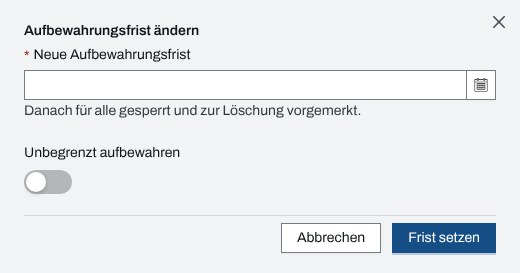 Aufbewahrungsfrist ändern
* Neue Aufbewahrungsfrist
Danach für alle gesperrt und zur Löschung vorgemerkt.
Unbegrenzt aufbewahren
Abbrechen
Frist setzen